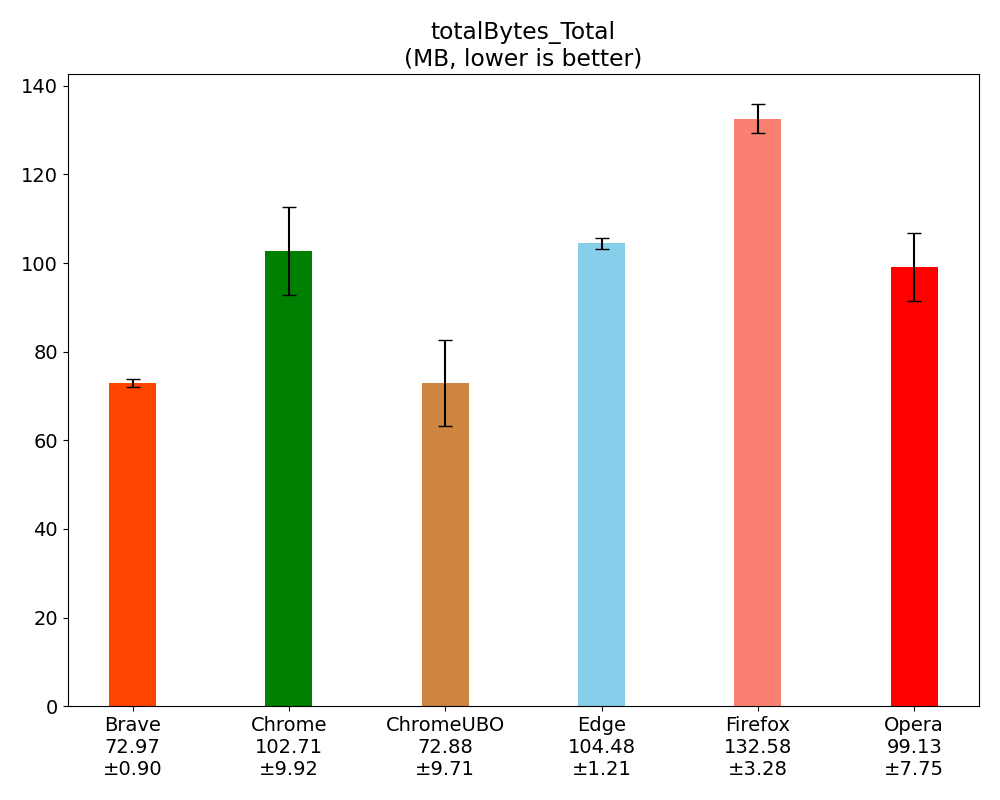 totalBytes_Total
(MB, lower is better)
140
120
100
80
60
40
20
0
Brave
72.97
±0.90
Chrome
102.71
±9.92
ChromeUBO
72.88
±9.71
Edge
104.48
±1.21
Firefox
132.58
±3.28
Opera
99.13
±7.75